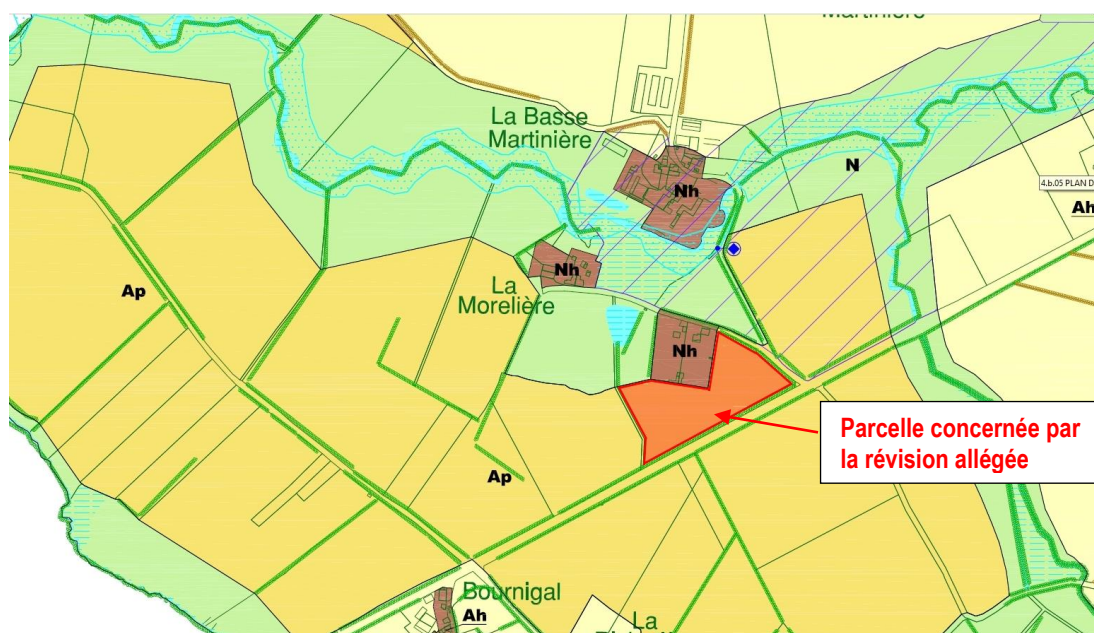 Martinière
La Basse
Martinière
Nh
N
4.b.05 PLAN D
Ah
Nh
Ap
La
Morelière
Nh
Parcelle concernée par
la révision allégée
Ap
Bournigal
Ah
La